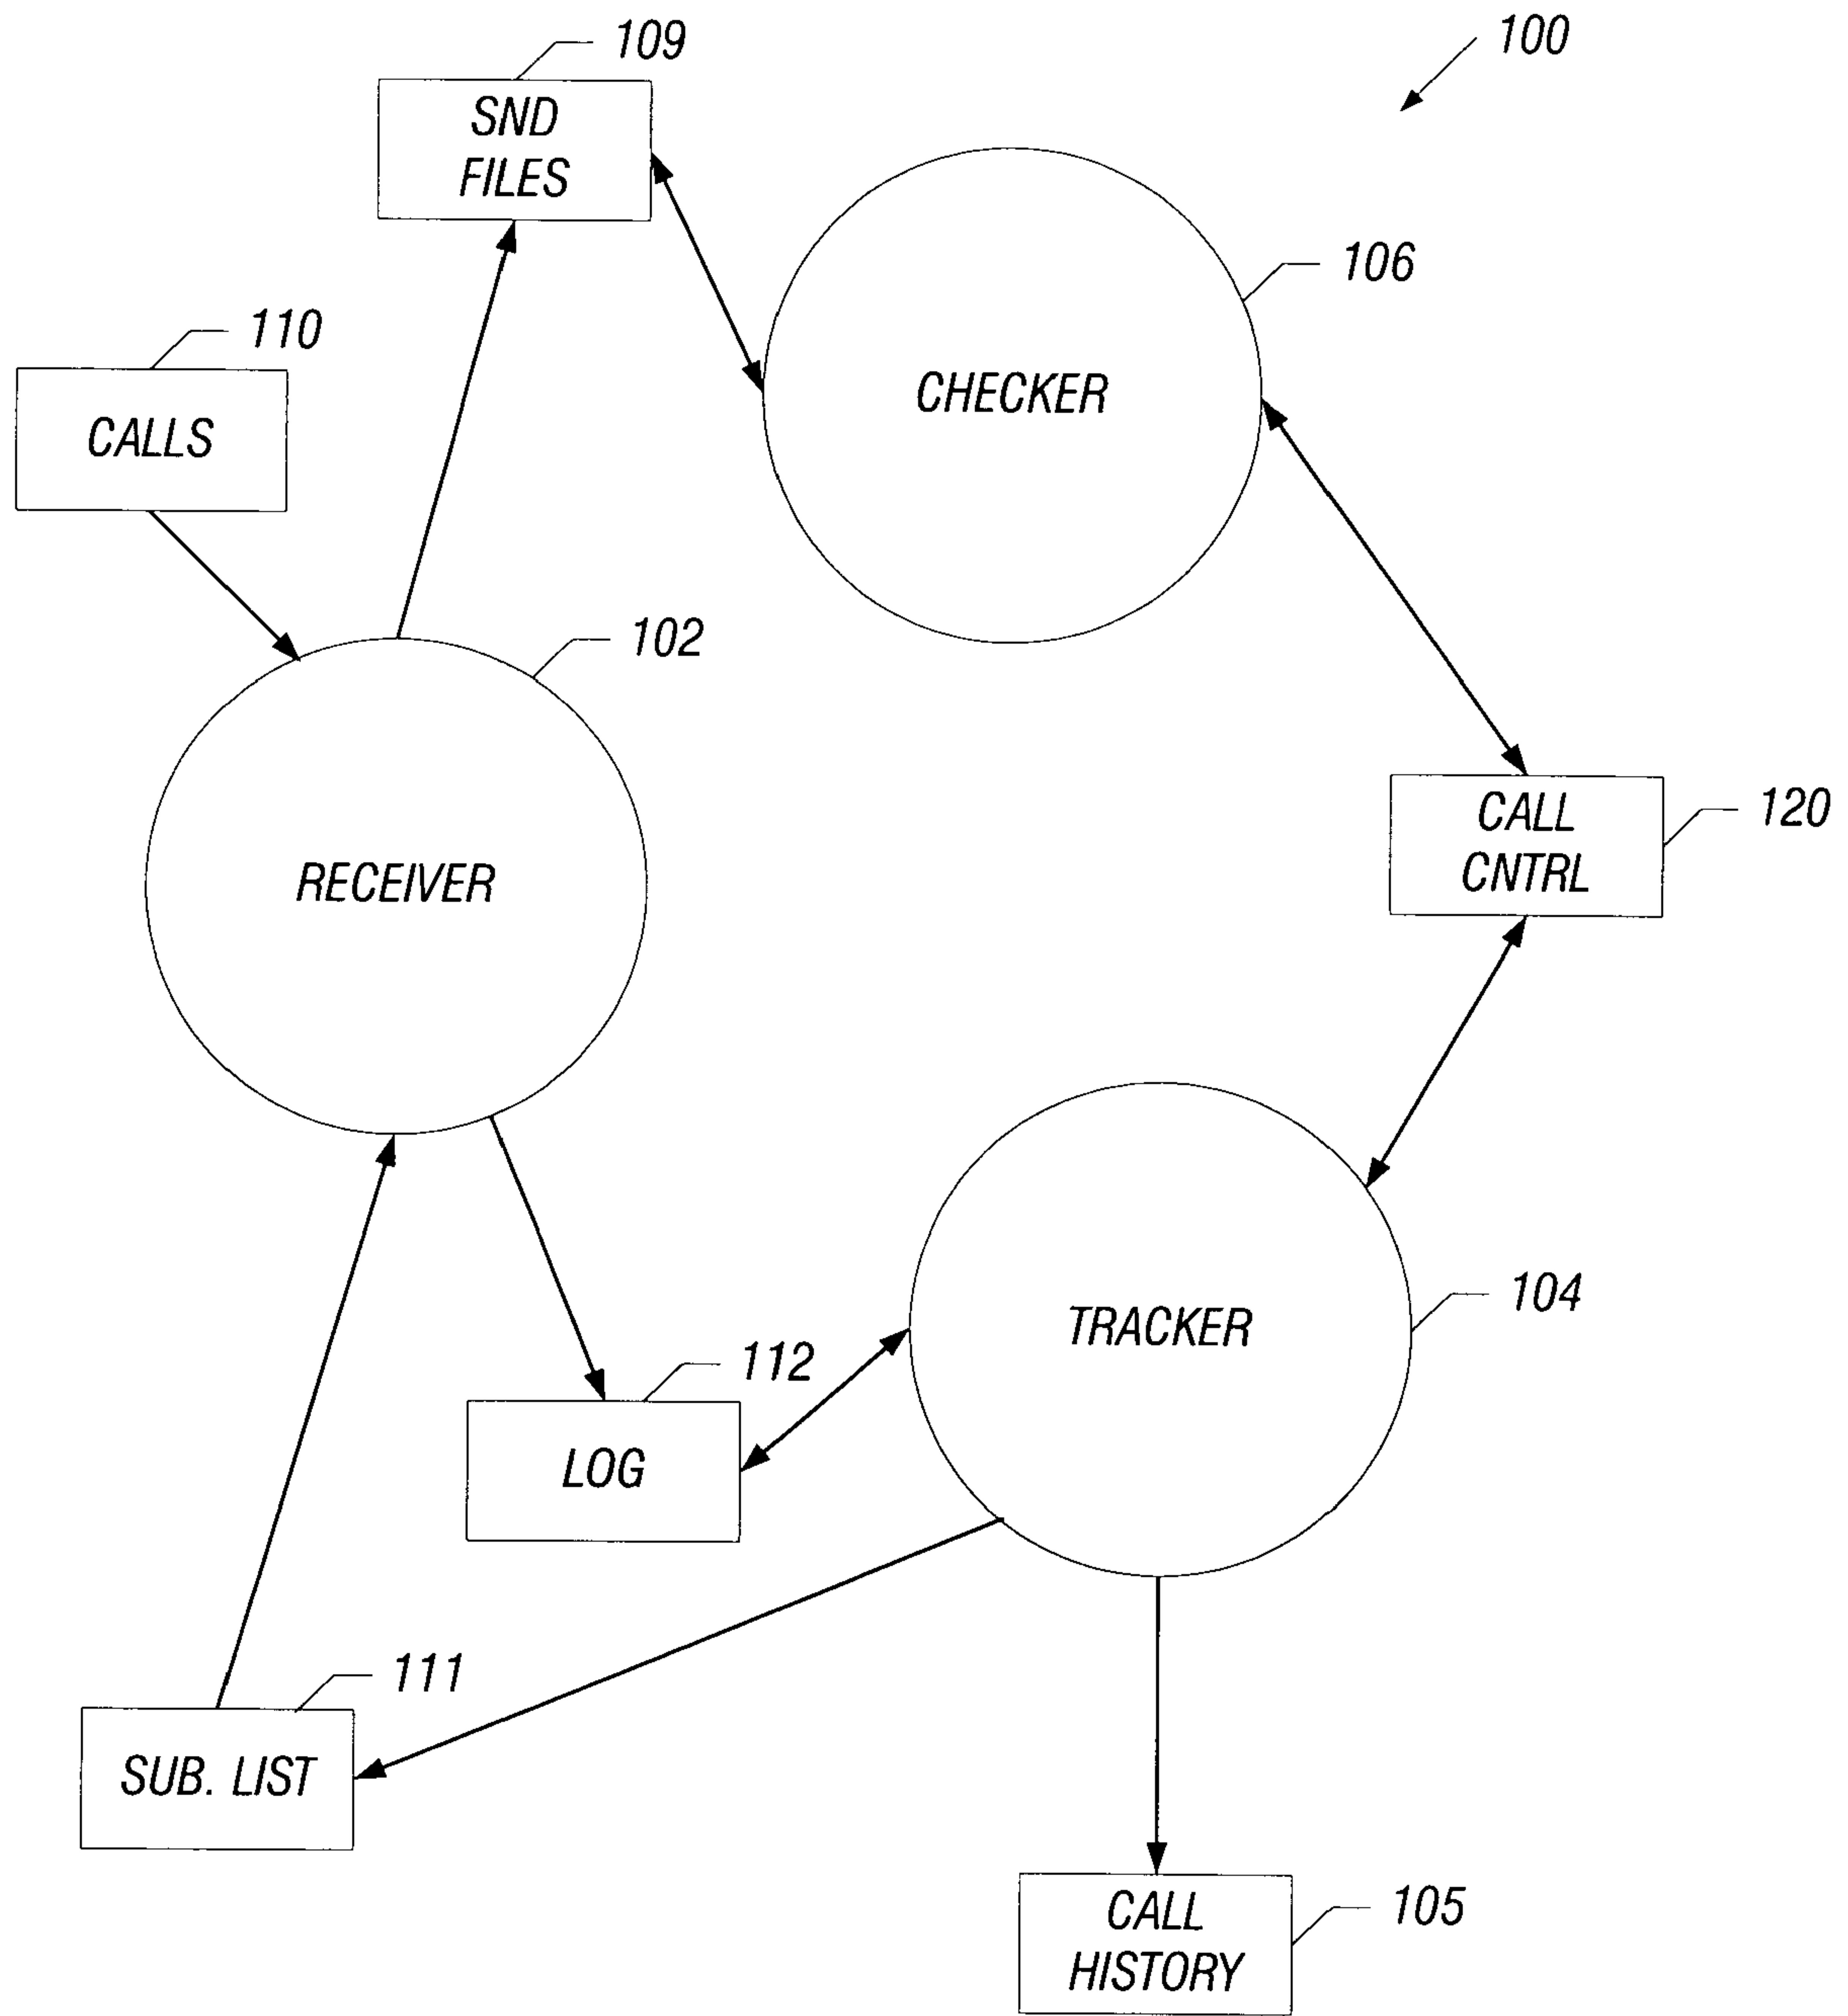 109
100
SND
FILES
106
110
CHECKER
CALLS
102
120
CALL
CNTRL
RECEIVER
104
TRACKER
112
LOG
111
SUB. LIST
105
CALL
HISTORY